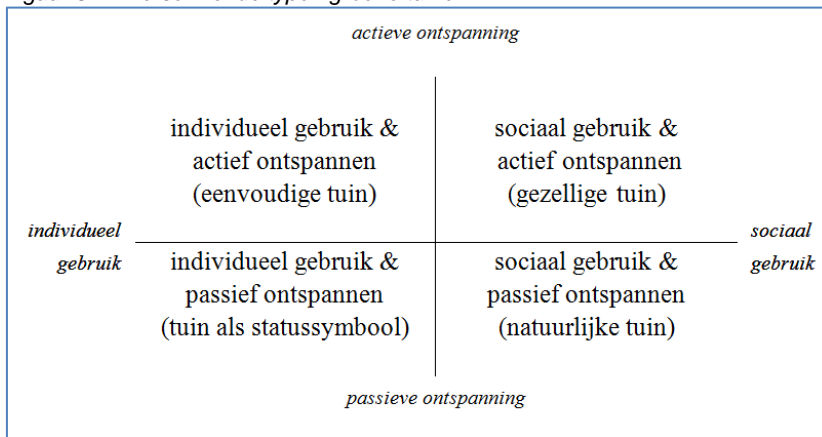 actieve ontspanning
individueel gebruik &
actief ontspannen
(eenvoudige tuin)
sociaal gebruik &
actief ontspannen
(gezellige tuin)
individueel
gebruik
sociaal
gebruik
individueel gebruik &
passief ontspannen
(tuin als statussymbool)
sociaal gebruik &
passief ontspannen
(natuurlijke tuin)
passieve ontspanning